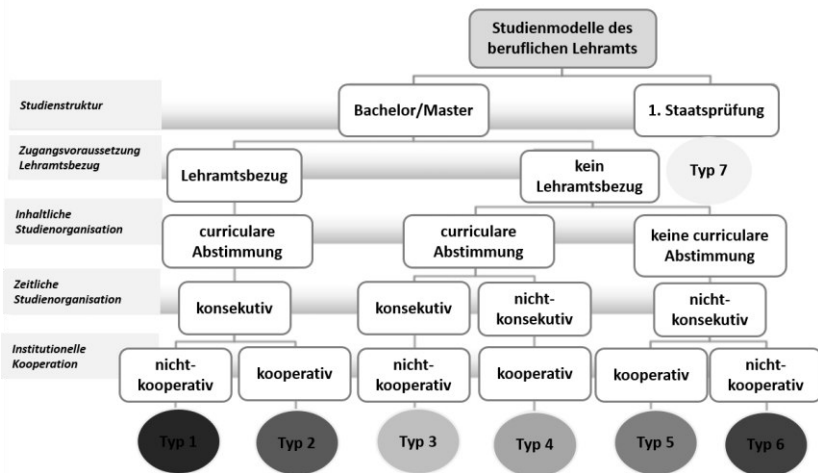 Studienmodelle des
beruflichen Lehramts
Studienstruktur
Bachelor/Master
1. Staatsprüfung
Zugangsvoraussetzung
Lehramtsbezug
Lehramtsbezug
kein
Lehramtsbezug
Typ 7
Inhaltliche
Studienorganisation
curriculare
Abstimmung
curriculare
Abstimmung
keine curriculare
Abstimmung
Zeitliche
Studienorganisation
konsekutiv
konsekutiv
nicht-
konsekutiv
nicht-
konsekutiv
Institutionelle
Kooperation
nicht-
kooperativ
kooperativ
nicht-
kooperativ
kooperativ
kooperativ
nicht-
kooperativ
Typ 1
Typ 2
Typ 3
Typ 4
Typ 5
Typ 6